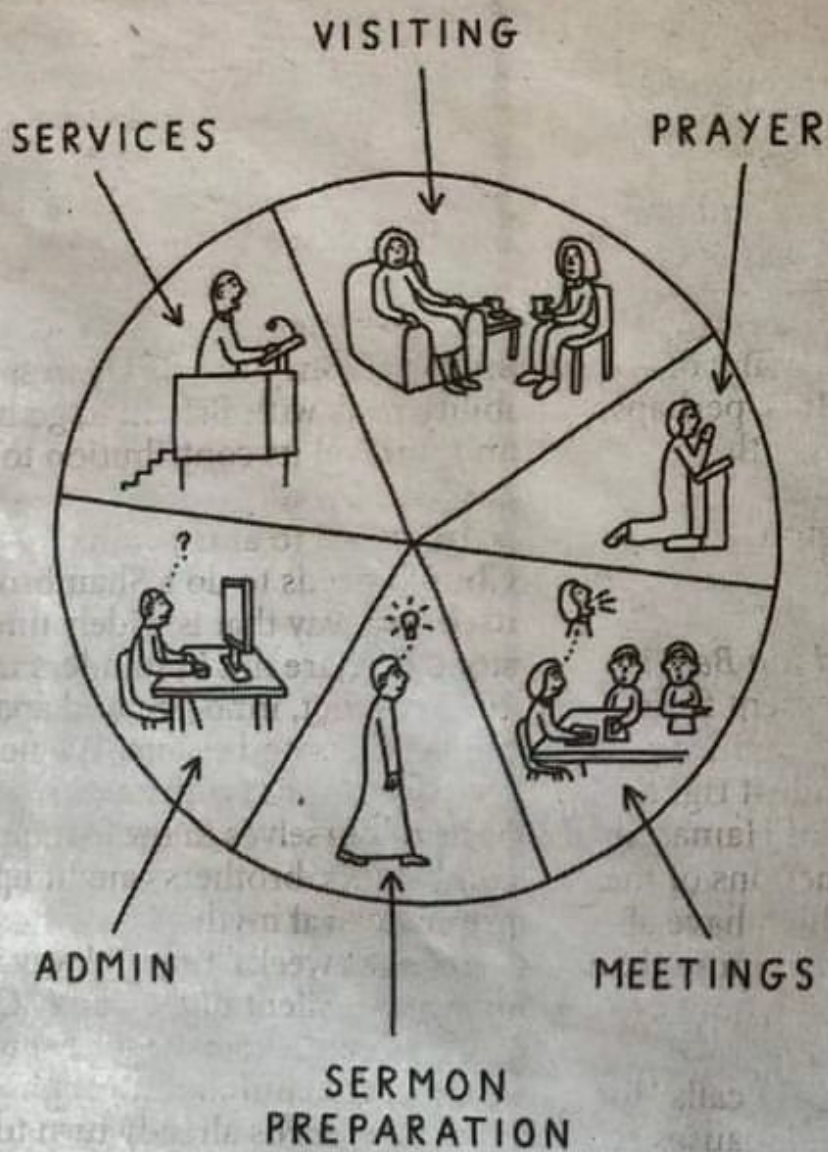 VISITING
SERVICES
PRAYER
?
ADMIN
MEETINGS
SERMON
PREPARATION